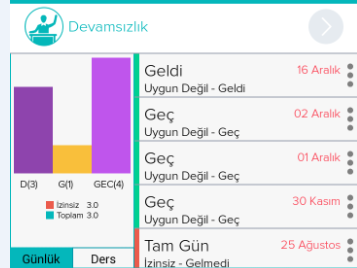 Devamsızlık
D(3) G(1) GEC(4)
İzinsiz 3.0
Toplam 3.0
Günlük Ders
Geldi 16 Aralık
Uygun Değil - Geldi
Geç 02 Aralık
Uygun Değil - Geç
Geç 01 Aralık
Uygun Değil - Geç
Geç 30 Kasım
Uygun Değil - Geç
Tam Gün 25 Ağustos
İzinsiz - Gelmedi